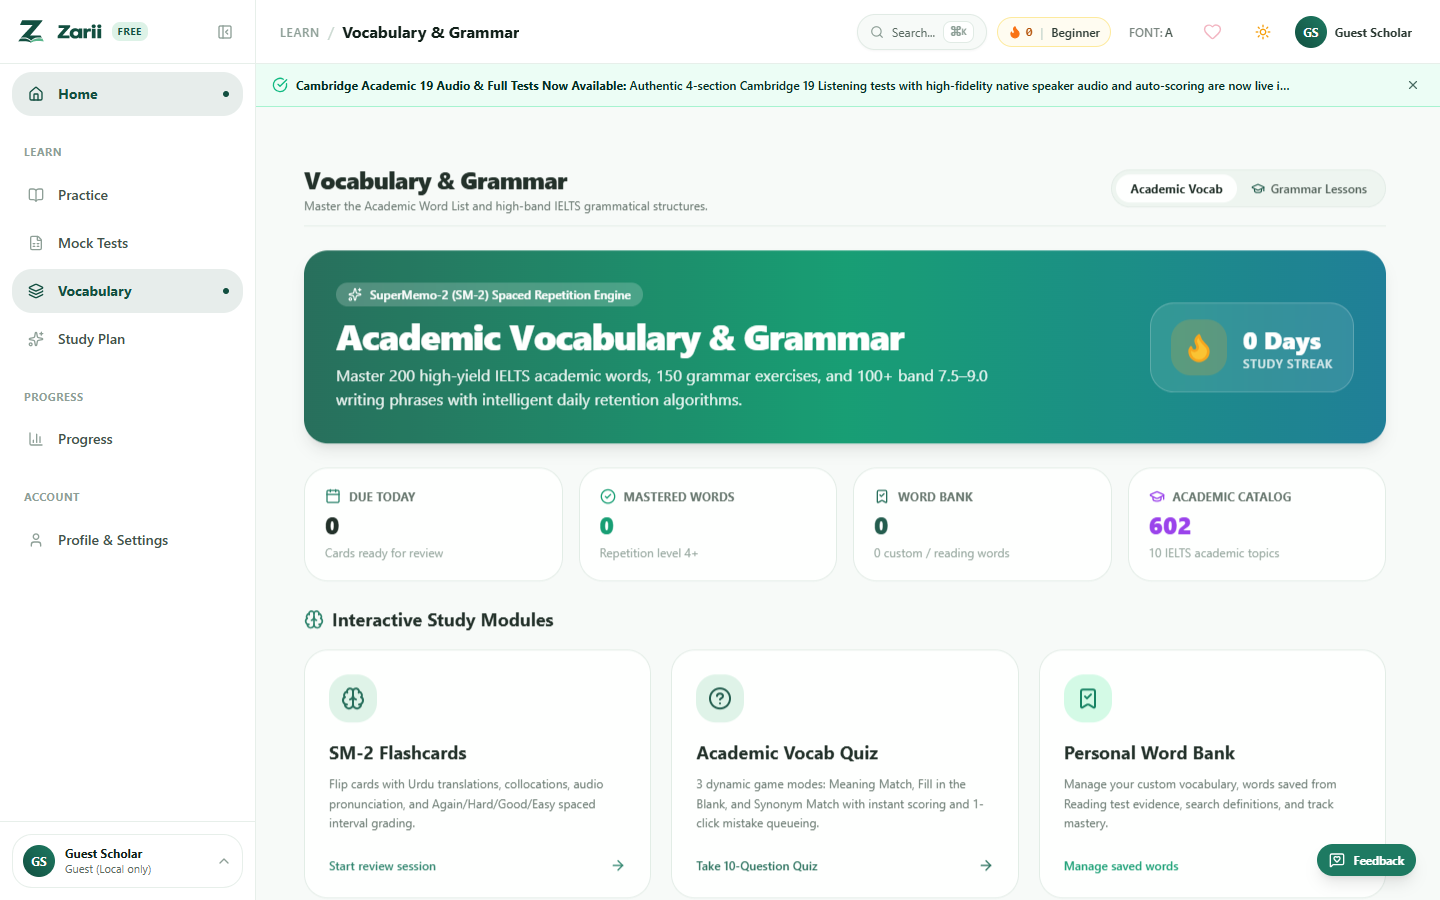 Zarii FREE
LEARN / Vocabulary & Grammar
Search... ⌘K
0 | Beginner
FONT: A
GS Guest Scholar
Cambridge Academic 19 Audio & Full Tests Now Available: Authentic 4-section Cambridge 19 Listening tests with high-fidelity native speaker audio and auto-scoring are now live i...
Home
LEARN
Practice
Mock Tests
Vocabulary
Study Plan
PROGRESS
Progress
ACCOUNT
Profile & Settings
GS
Guest Scholar
Guest (Local only)
Vocabulary & Grammar
Master the Academic Word List and high-band IELTS grammatical structures.
Academic Vocab
Grammar Lessons
SuperMemo-2 (SM-2) Spaced Repetition Engine
Academic Vocabulary & Grammar
Master 200 high-yield IELTS academic words, 150 grammar exercises, and 100+ band 7.5–9.0
writing phrases with intelligent daily retention algorithms.
0 Days
STUDY STREAK
DUE TODAY
0
Cards ready for review
MASTERED WORDS
0
Repetition level 4+
WORD BANK
0
0 custom / reading words
ACADEMIC CATALOG
602
10 IELTS academic topics
Interactive Study Modules
SM-2 Flashcards
Flip cards with Urdu translations, collocations, audio
pronunciation, and Again/Hard/Good/Easy spaced
interval grading.
Start review session
Academic Vocab Quiz
3 dynamic game modes: Meaning Match, Fill in the
Blank, and Synonym Match with instant scoring and 1-
click mistake queueing.
Take 10-Question Quiz
Personal Word Bank
Manage your custom vocabulary, words saved from
Reading test evidence, search definitions, and track
mastery.
Manage saved words
Feedback